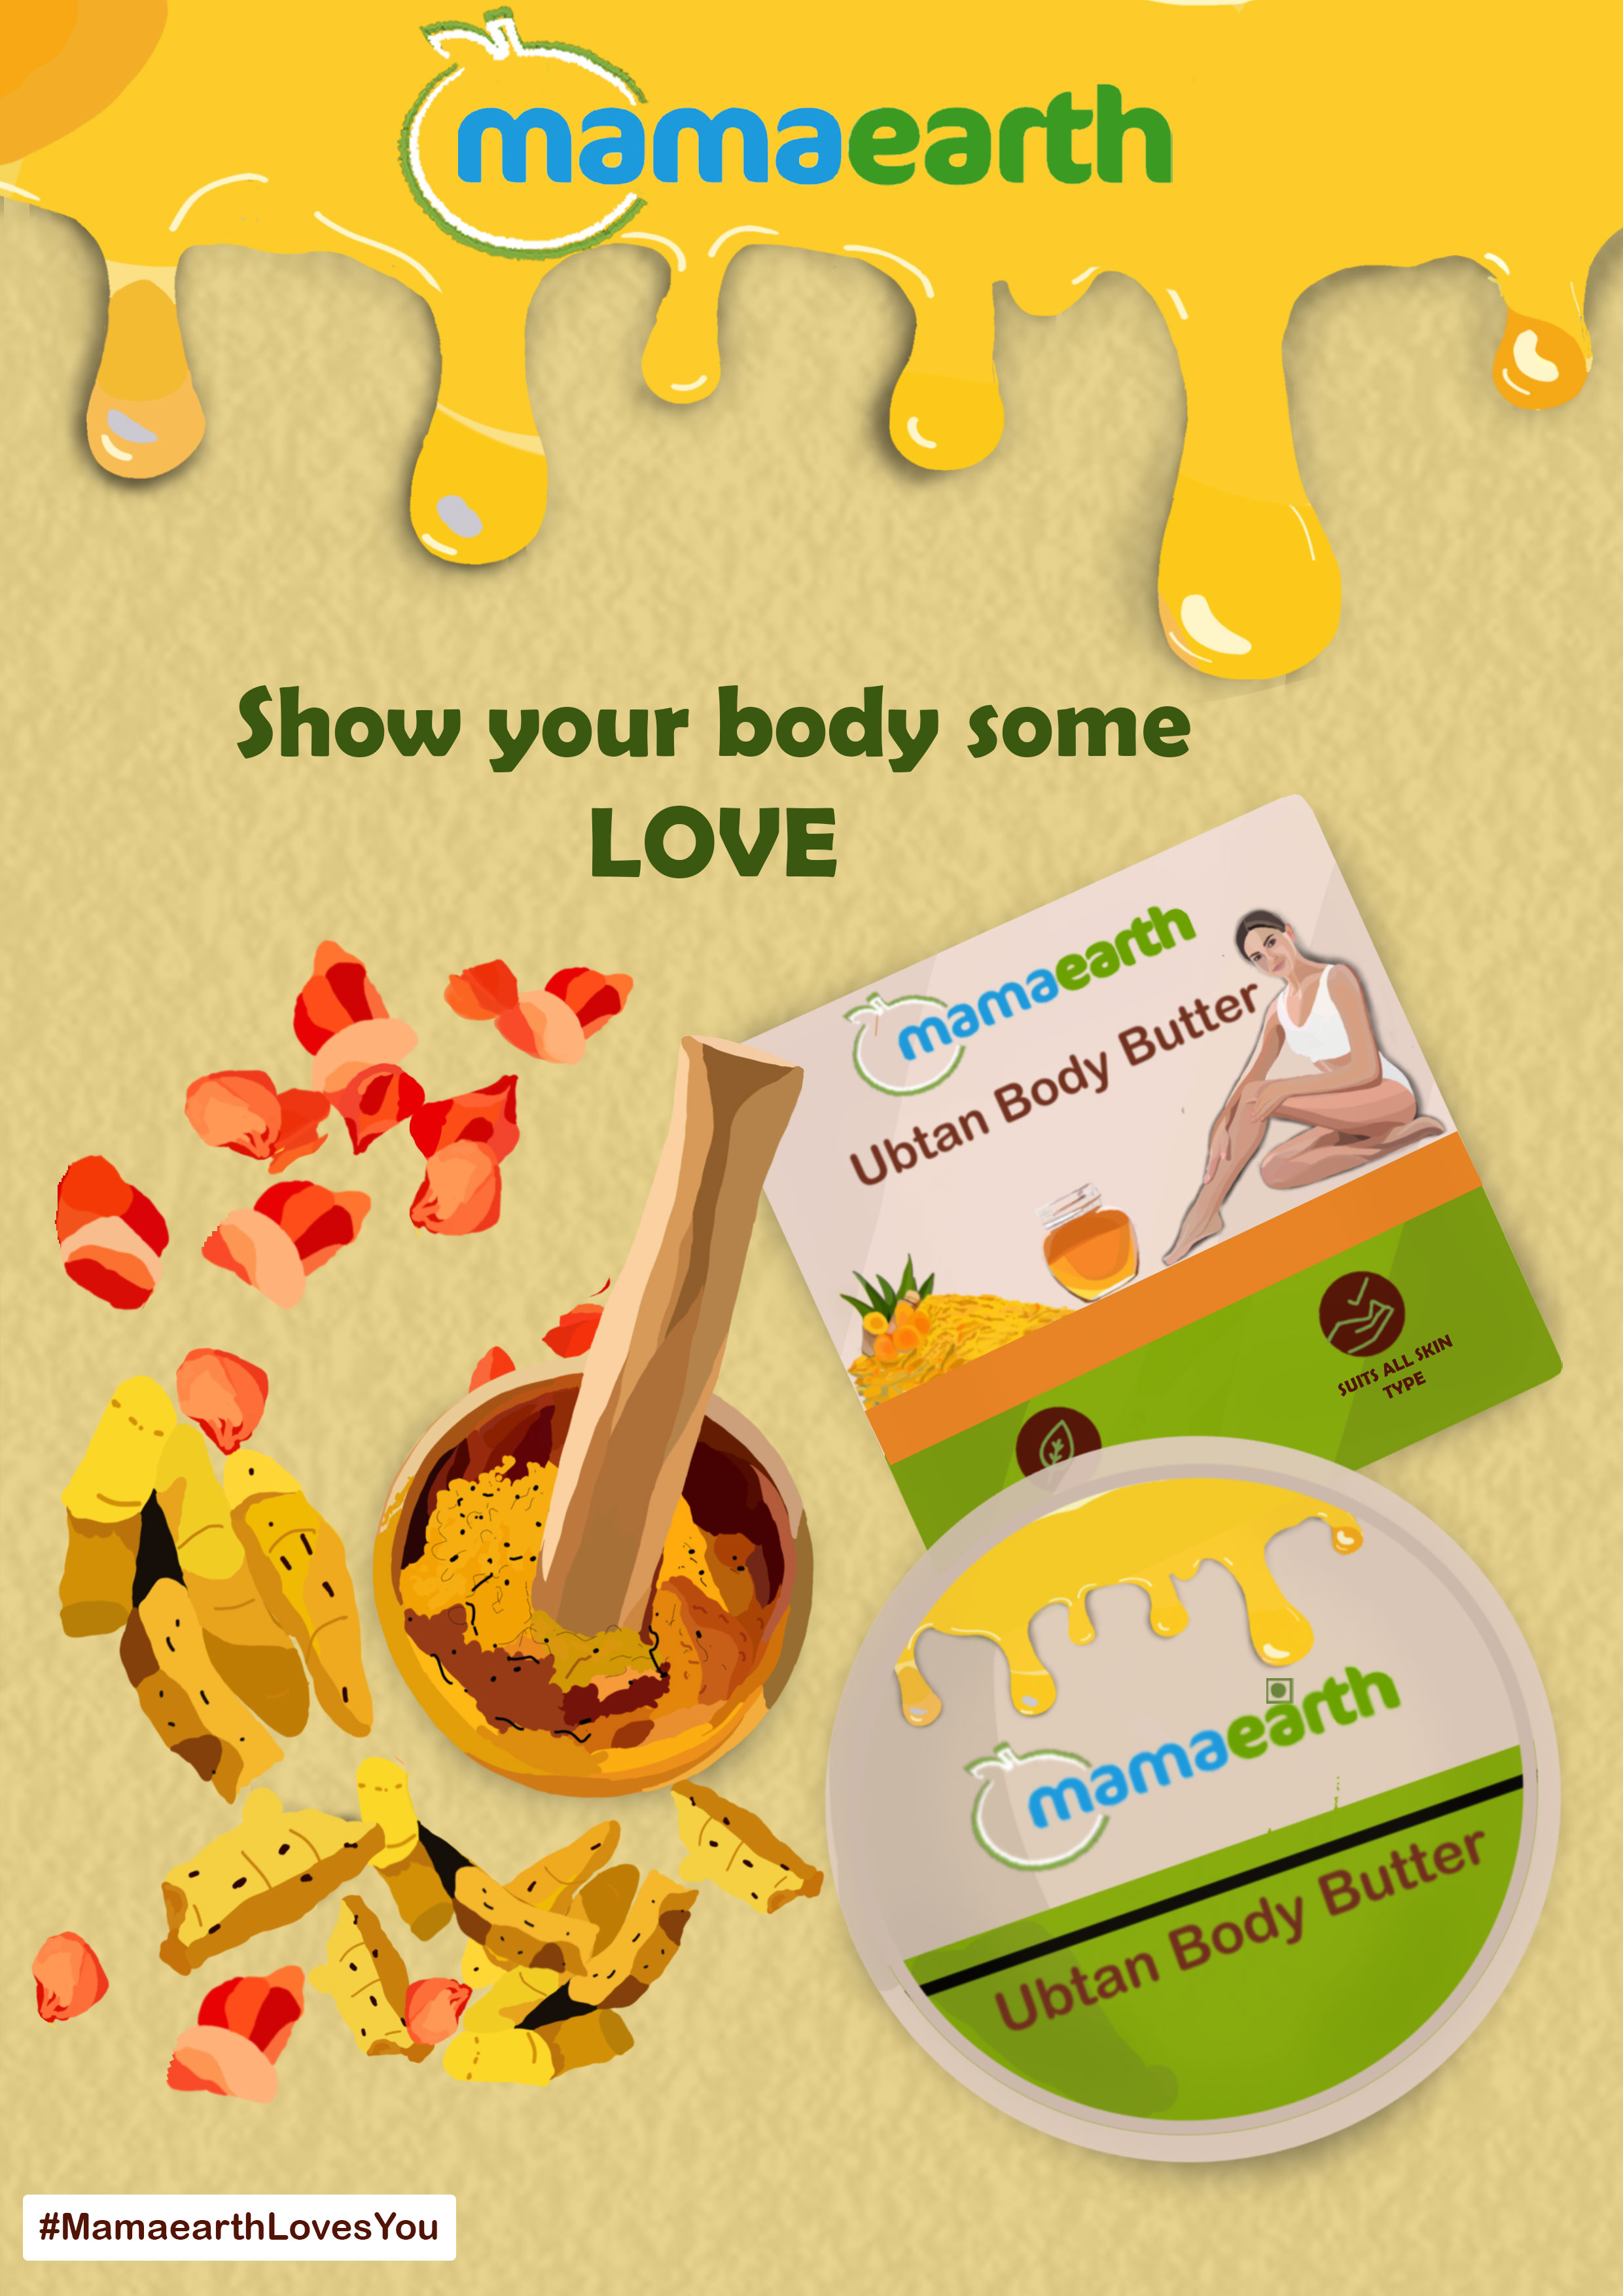 mamaearth
Show your body some
LOVE
mamaearth
Ubtan Body Butter
SUITS ALL SKIN
TYPE
mamaearth
Ubtan Body Butter
#MamaearthLovesYou